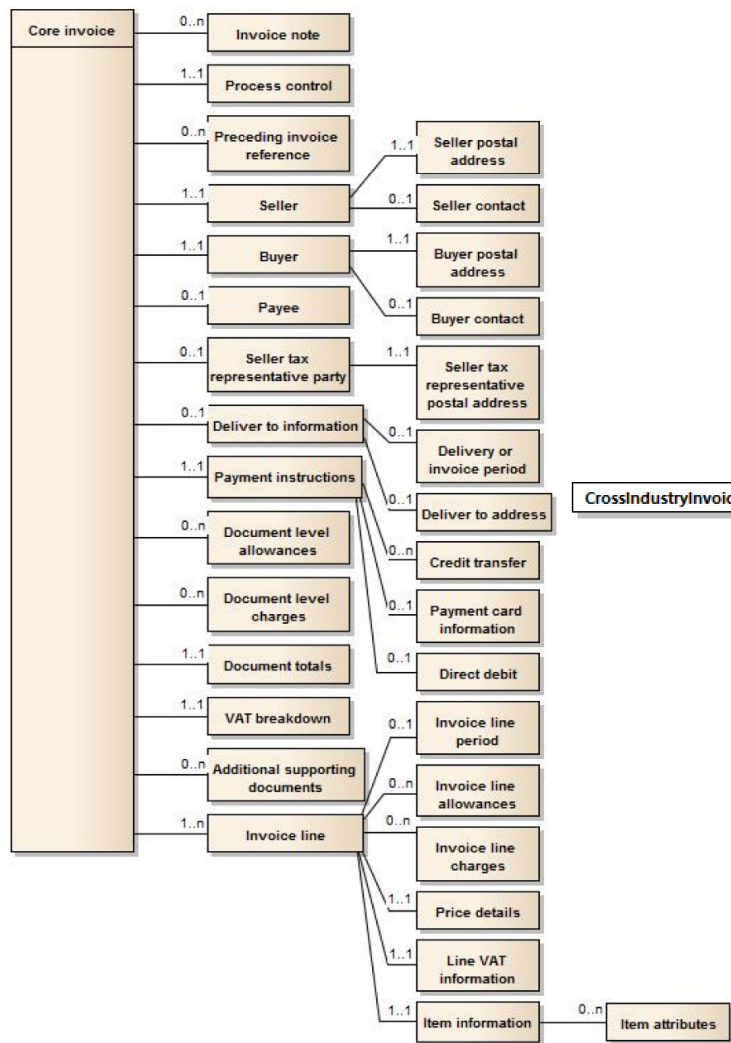 Core invoice
0..n
Invoice note
1..1
Process control
0..n
Preceding invoice
reference
1..1
Seller
1..1
Seller postal
address
0..1
Seller contact
1..1
Buyer
1..1
Buyer postal
address
0..1
Buyer contact
0..1
Payee
0..1
Seller tax
representative party
1..1
Seller tax
representative
postal address
0..1
Deliver to information
0..1
Delivery or
invoice period
0..1
Deliver to address
CrossIndustryInvoic
1..1
Payment instructions
0..n
Credit transfer
0..1
Payment card
information
0..1
Direct debit
0..n
Document level
allowances
0..n
Document level
charges
1..1
Document totals
1..1
VAT breakdown
0..n
Additional supporting
documents
1..n
Invoice line
0..1
Invoice line
period
0..n
Invoice line
allowances
0..n
Invoice line
charges
1..1
Price details
1..1
Line VAT
information
1..1
Item information
0..n
Item attributes